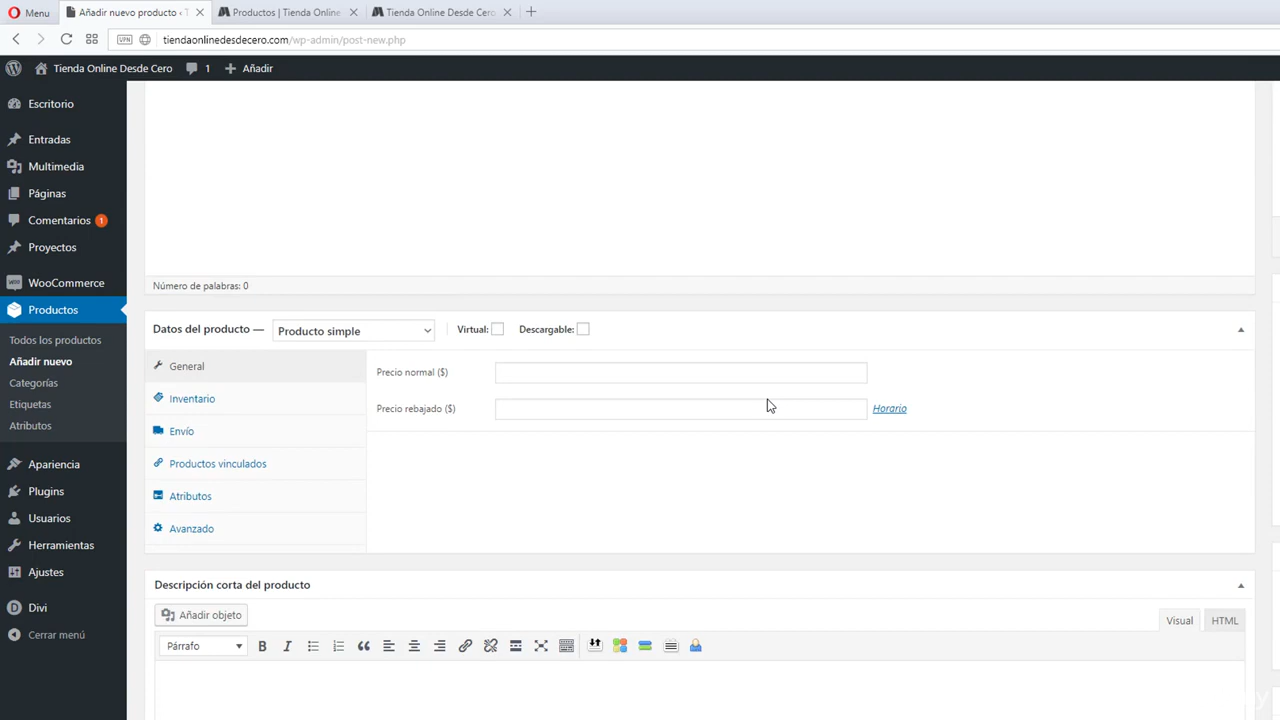 Menu
Añadir nuevo producto ‹ T
Productos | Tienda Online
Tienda Online Desde Cero
VPN
tiendaonlinedesdecero.com/wp-admin/post-new.php
Tienda Online Desde Cero
1
Añadir
Escritorio
Entradas
Multimedia
Páginas
Comentarios 1
Proyectos
WooCommerce
Productos
Todos los productos
Añadir nuevo
Categorías
Etiquetas
Atributos
Apariencia
Plugins
Usuarios
Herramientas
Ajustes
Divi
Cerrar menú
Número de palabras: 0
Datos del producto —
Producto simple
Virtual:
Descargable:
General
Inventario
Envío
Productos vinculados
Atributos
Avanzado
Precio normal ($)
Precio rebajado ($)
Horario
Descripción corta del producto
Añadir objeto
Visual
HTML
Párrafo